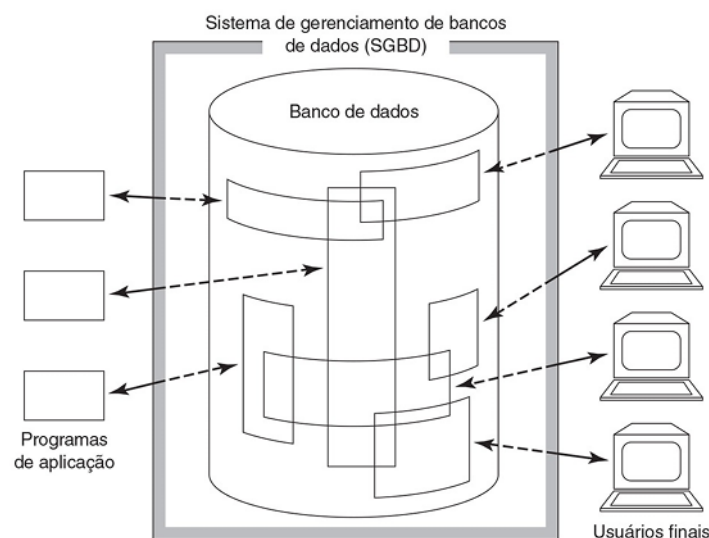 Sistema de gerenciamento de bancos
de dados (SGBD)
Banco de dados
Programas
de aplicação
Usuários finais